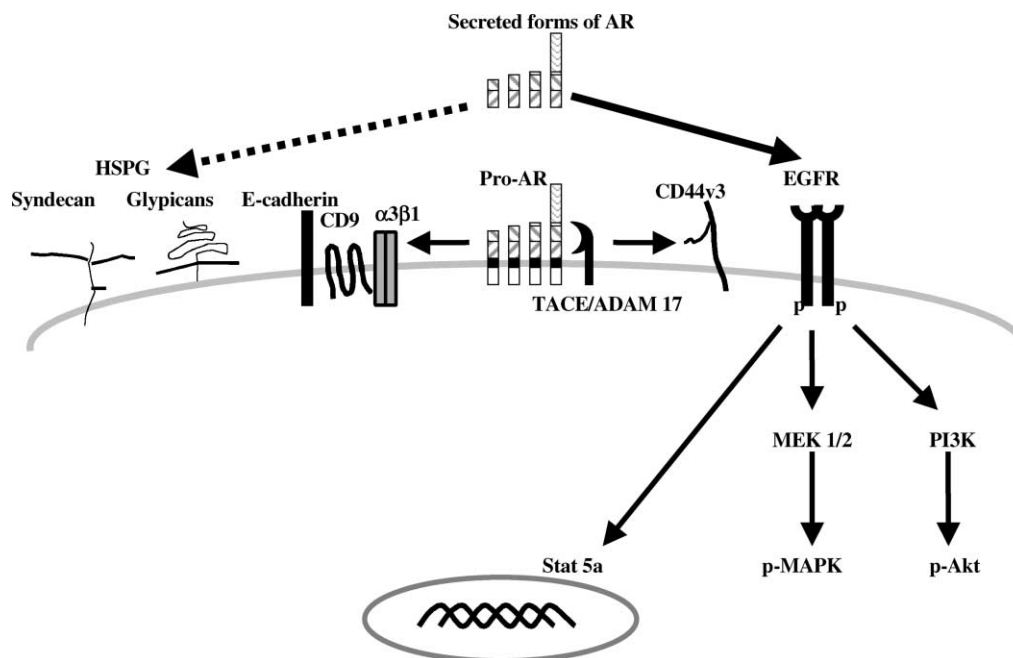 Secreted forms of AR
HSPG
Syndecan
Glypicans
E-cadherin
CD9
α3β1
Pro-AR
CD44v3
EGFR
TACE/ADAM 17
p
p
MEK 1/2
PI3K
Stat 5a
p-MAPK
p-Akt